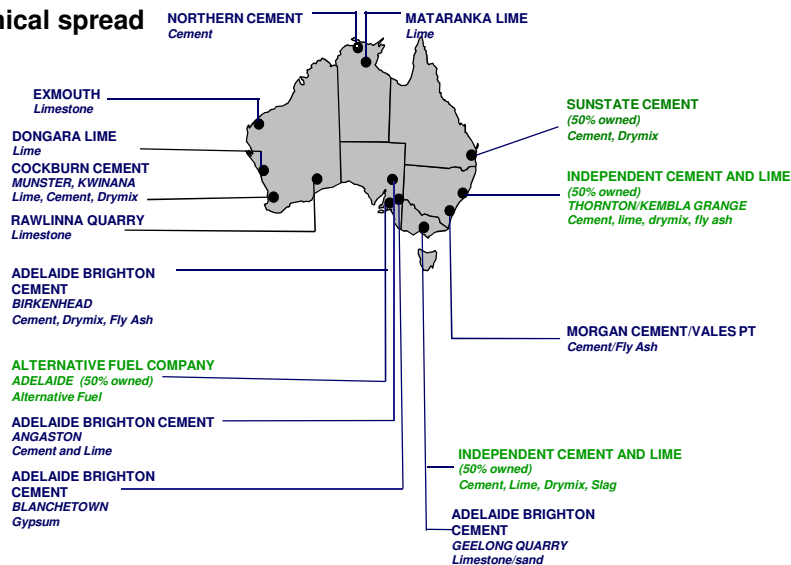 nical spread
NORTHERN CEMENT
Cement
MATARANKA LIME
Lime
EXMOUTH
Limestone
DONGARA LIME
Lime
COCKBURN CEMENT
MUNSTER, KWINANA
Lime, Cement, Drymix
RAWLINNA QUARRY
Limestone
ADELAIDE BRIGHTON
CEMENT
BIRKENHEAD
Cement, Drymix, Fly Ash
ALTERNATIVE FUEL COMPANY
ADELAIDE (50% owned)
Alternative Fuel
ADELAIDE BRIGHTON CEMENT
ANGASTON
Cement and Lime
ADELAIDE BRIGHTON
CEMENT
BLANCHETOWN
Gypsum
SUNSTATE CEMENT
(50% owned)
Cement, Drymix
INDEPENDENT CEMENT AND LIME
(50% owned)
THORNTON/KEMBLA GRANGE
Cement, lime, drymix, fly ash
MORGAN CEMENT/VALES PT
Cement/Fly Ash
INDEPENDENT CEMENT AND LIME
(50% owned)
Cement, Lime, Drymix, Slag
ADELAIDE BRIGHTON
CEMENT
GEELONG QUARRY
Limestone/sand